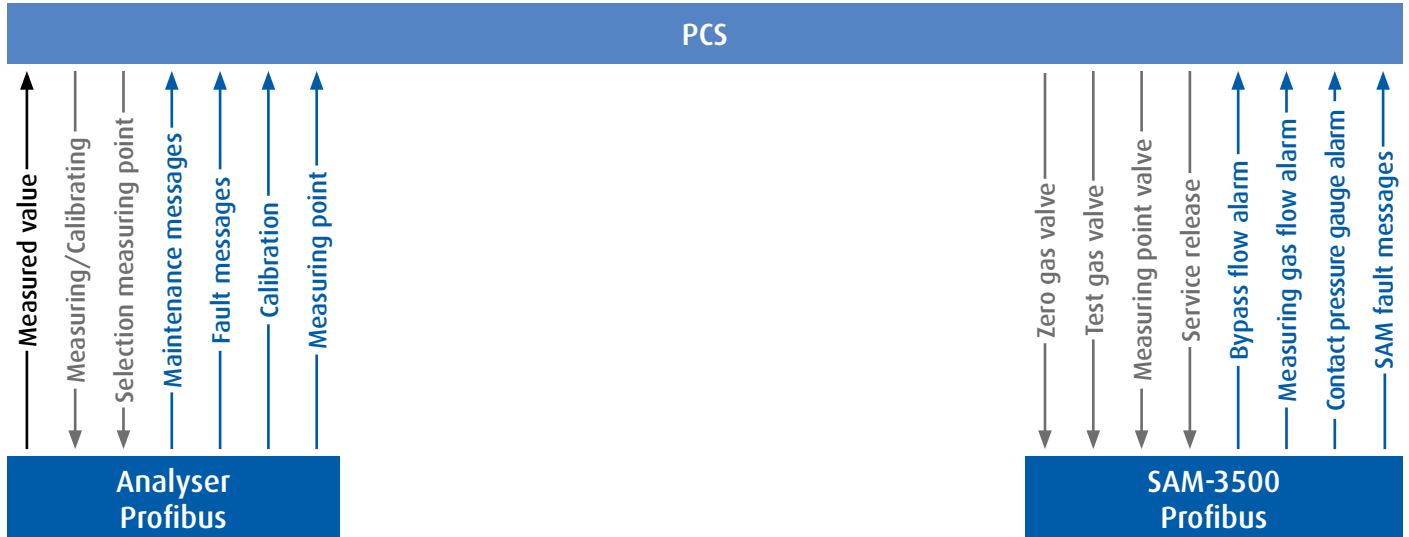 PCS
Measured value
Measuring/Calibrating
Selection measuring point
Maintenance messages
Fault messages
Calibration
Measuring point
Zero gas valve
Test gas valve
Measuring point valve
Service release
Bypass flow alarm
Measuring gas flow alarm
Contact pressure gauge alarm
SAM fault messages
Analyser
Profibus
SAM-3500
Profibus